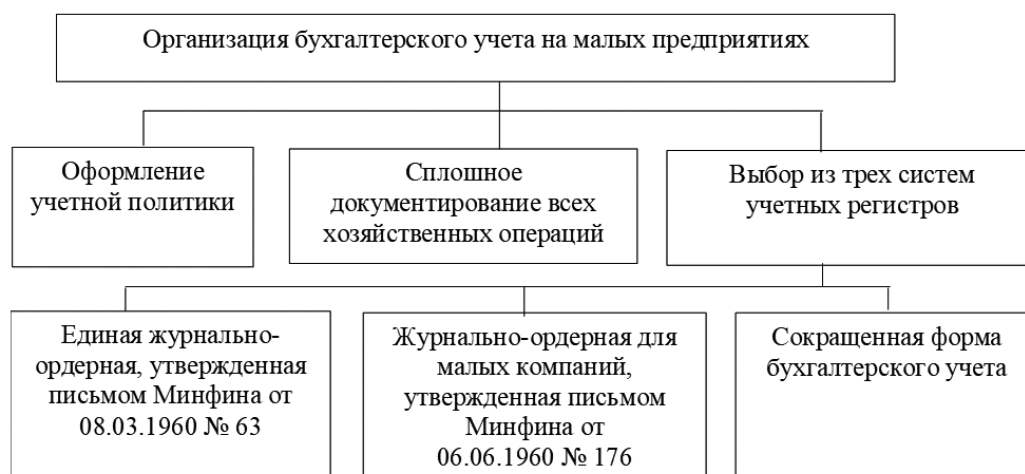 Организация бухгалтерского учета на малых предприятиях
Оформление
учетной политики
Сплошное
документирование всех
хозяйственных операций
Выбор из трех систем
учетных регистров
Единая журнально-
ордерная, утвержденная
письмом Минфина от
08.03.1960 № 63
Журнально-ордерная для
малых компаний,
утвержденная письмом
Минфина от
06.06.1960 № 176
Сокращенная форма
бухгалтерского учета